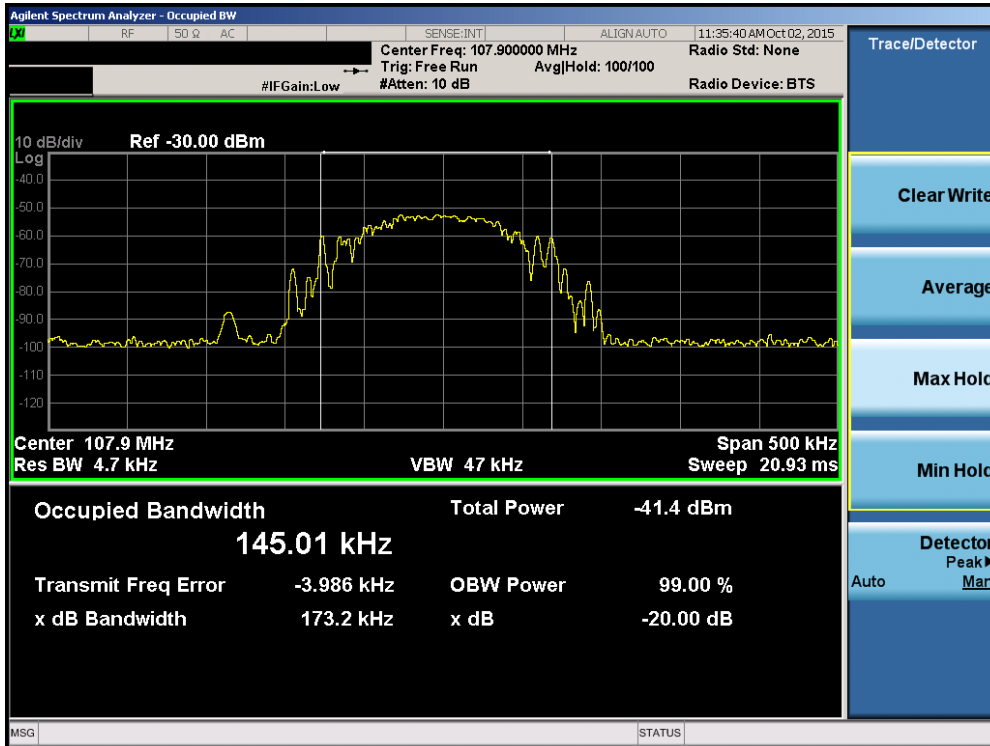 Agilent Spectrum Analyzer - Occupied BW
LXI RF 50 Ω AC SENSE:INT ALIGN AUTO 11:35:40 AM Oct 02, 2015
Center Freq: 107.900000 MHz Radio Std: None
Trig: Free Run Avg|Hold: 100/100
#IFGain:Low #Atten: 10 dB Radio Device: BTS
10 dB/div Ref -30.00 dBm
Log
-40.0
-50.0
-60.0
-70.0
-80.0
-90.0
-100
-110
-120
Center 107.9 MHz Span 500 kHz
Res BW 4.7 kHz VBW 47 kHz Sweep 20.93 ms
Occupied Bandwidth Total Power -41.4 dBm
145.01 kHz
Transmit Freq Error -3.986 kHz OBW Power 99.00 %
x dB Bandwidth 173.2 kHz x dB -20.00 dB
Trace/Detector
Clear Write
Average
Max Hold
Min Hold
Detector
Peak
Auto Man
MSG STATUS